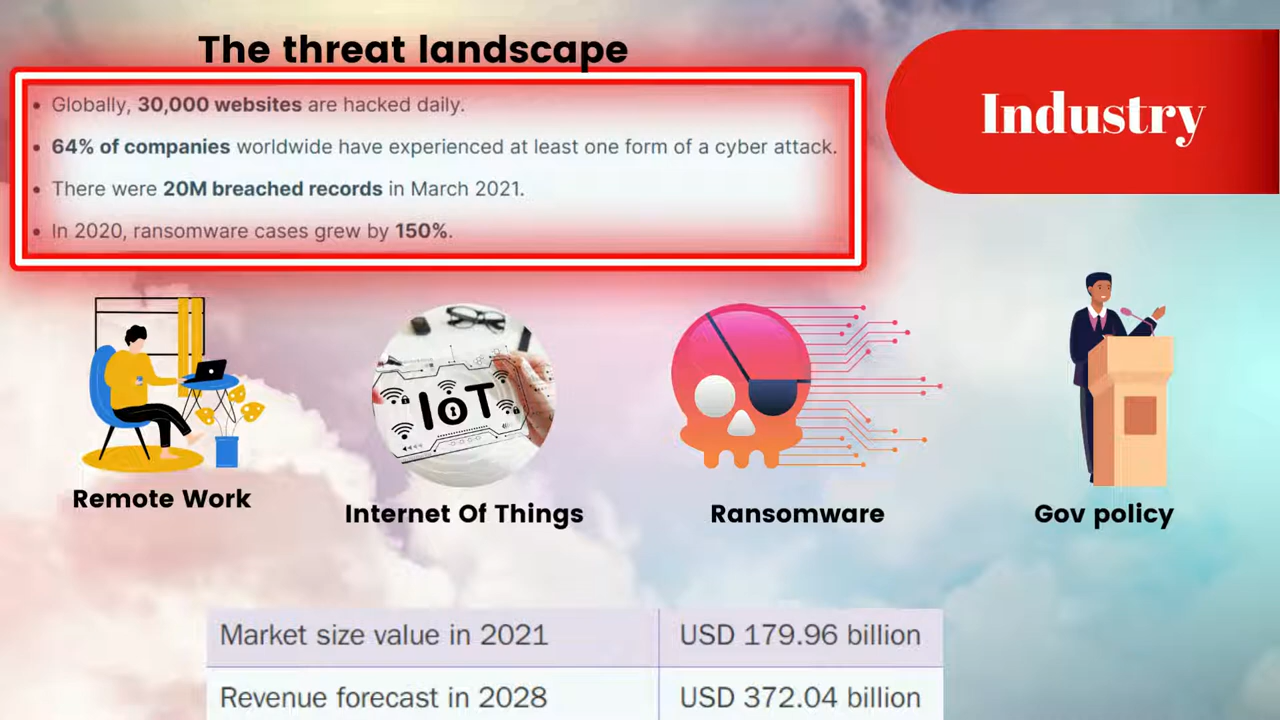 The threat landscape
Industry
• Globally, 30,000 websites are hacked daily.
• 64% of companies worldwide have experienced at least one form of a cyber attack.
• There were 20M breached records in March 2021.
• In 2020, ransomware cases grew by 150%.
IoT
Remote Work
Internet Of Things
Ransomware
Gov policy
Market size value in 2021 USD 179.96 billion
Revenue forecast in 2028 USD 372.04 billion